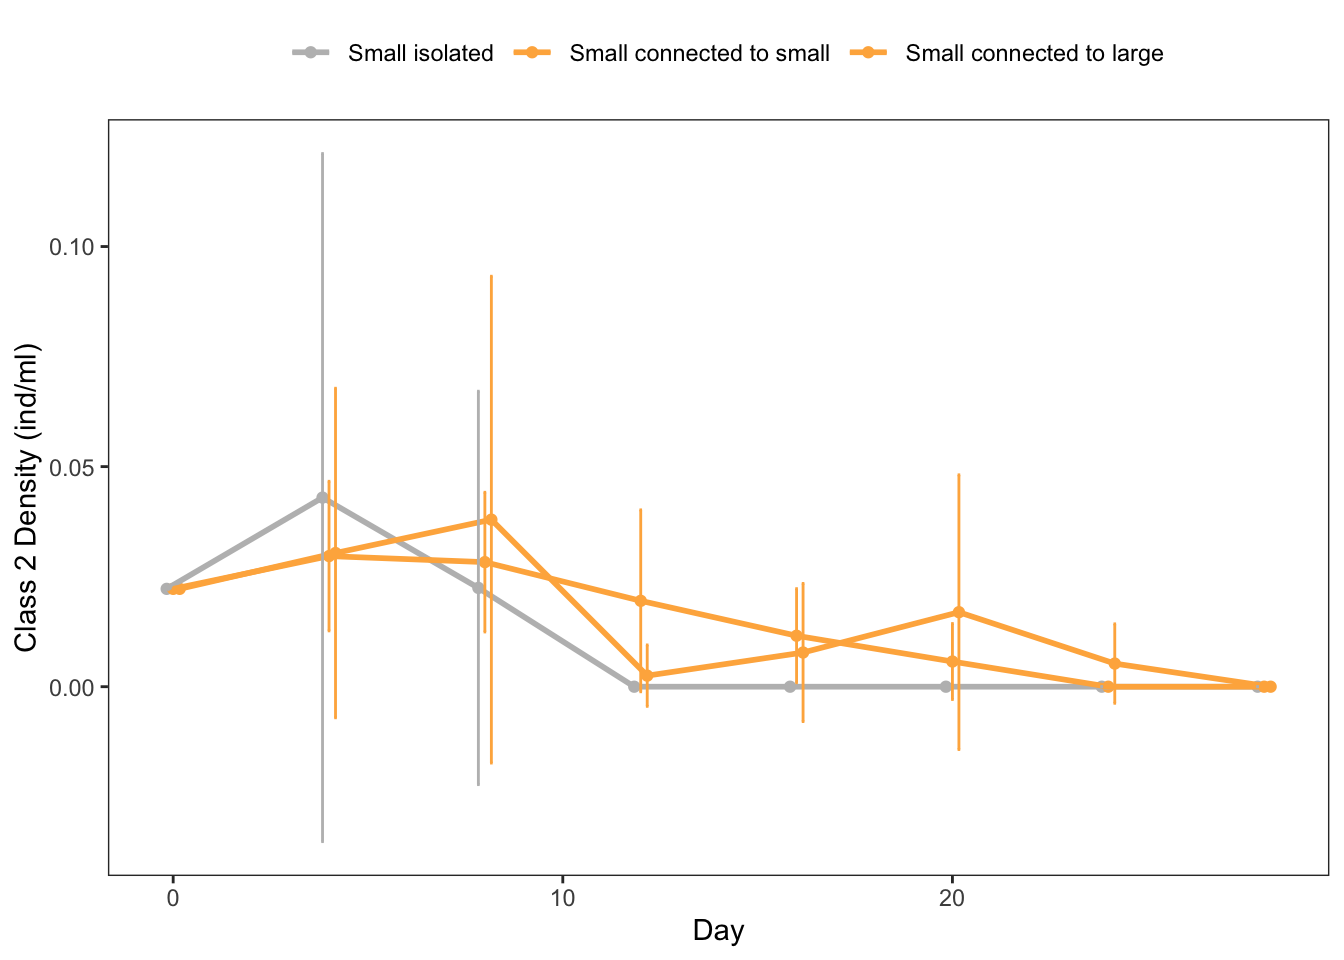 Small isolated Small connected to small Small connected to large
Class 2 Density (ind/ml)
0.10
0.05
0.00
0 10 20
Day